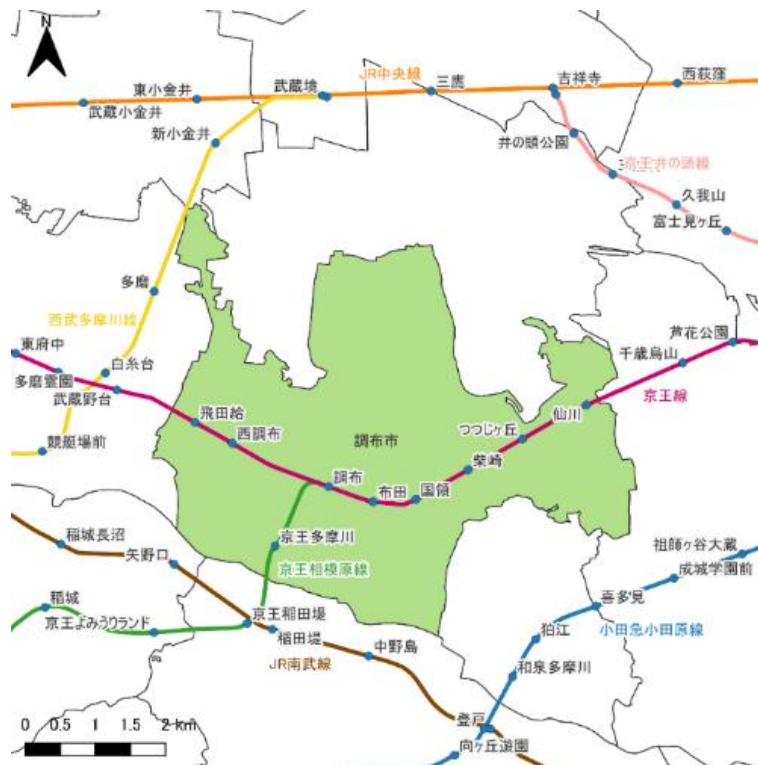 N
JR中央線
西荻窪
吉祥寺
三鷹
武蔵境
東小金井
武蔵小金井
新小金井
井の頭公園
京王井の頭線
久我山
富士見ヶ丘
多磨
西武多摩川線
東府中
白糸台
多磨霊園
武蔵野台
芦花公園
千歳烏山
京王線
仙川
飛田給
つつじヶ丘
西調布
調布市
競艇場前
柴崎
調布
布田
国領
稲城長沼
京王多摩川
矢野口
京王相模原線
祖師ヶ谷大蔵
成城学園前
稲城
喜多見
京王よみうりランド
京王稲田堤
稲田堤
狛江
小田急小田原線
中野島
JR南武線
和泉多摩川
登戸
向ヶ丘遊園
0 0.5 1 1.5 2 km